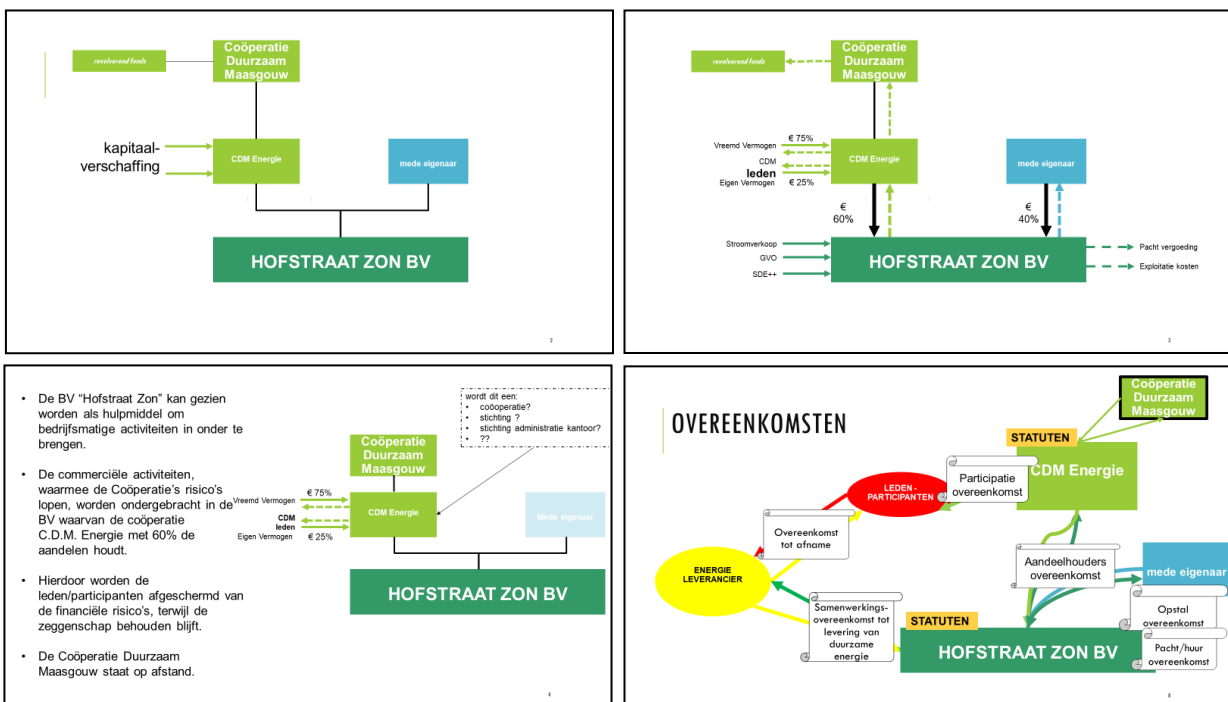 revolverend fonds
Coöperatie
Duurzaam
Maasgouw
kapitaal-
verschaffing
CDM Energie
mede eigenaar
HOFSTRAAT ZON BV
2
revolverend fonds
Coöperatie
Duurzaam
Maasgouw
€ 75%
Vreemd Vermogen
CDM
leden
Eigen Vermogen € 25%
CDM Energie
mede eigenaar
€
60%
€
40%
Stroomverkoop
GVO
SDE++
HOFSTRAAT ZON BV
Pacht vergoeding
Exploitatie kosten
3
• De BV “Hofstraat Zon” kan gezien
worden als hulpmiddel om
bedrijfsmatige activiteiten in onder te
brengen.
• De commerciële activiteiten,
waarmee de Coöperatie’s risico’s
lopen, worden ondergebracht in de
BV waarvan de coöperatie
C.D.M. Energie met 60% de
aandelen houdt.
• Hierdoor worden de
leden/participanten afgeschermd van
de financiële risico’s, terwijl de
zeggenschap behouden blijft.
• De Coöperatie Duurzaam
Maasgouw staat op afstand.
wordt dit een:
• coöoperatie?
• stichting ?
• stichting administratie kantoor?
• ??
Coöperatie
Duurzaam
Maasgouw
€ 75%
Vreemd Vermogen
CDM
leden
Eigen Vermogen € 25%
CDM Energie
Mede eigenaar
HOFSTRAAT ZON BV
4
OVEREENKOMSTEN
Coöperatie
Duurzaam
Maasgouw
STATUTEN
CDM Energie
LEDEN -
PARTICIPANTEN
Participatie
overeenkomst
Overeenkomst
tot afname
ENERGIE
LEVERANCIER
Aandeelhouders
overeenkomst
mede eigenaar
Samenwerkings-
overeenkomst tot
levering van
duurzame
energie
STATUTEN
Opstal
overeenkomst
HOFSTRAAT ZON BV
Pacht/huur
overeenkomst